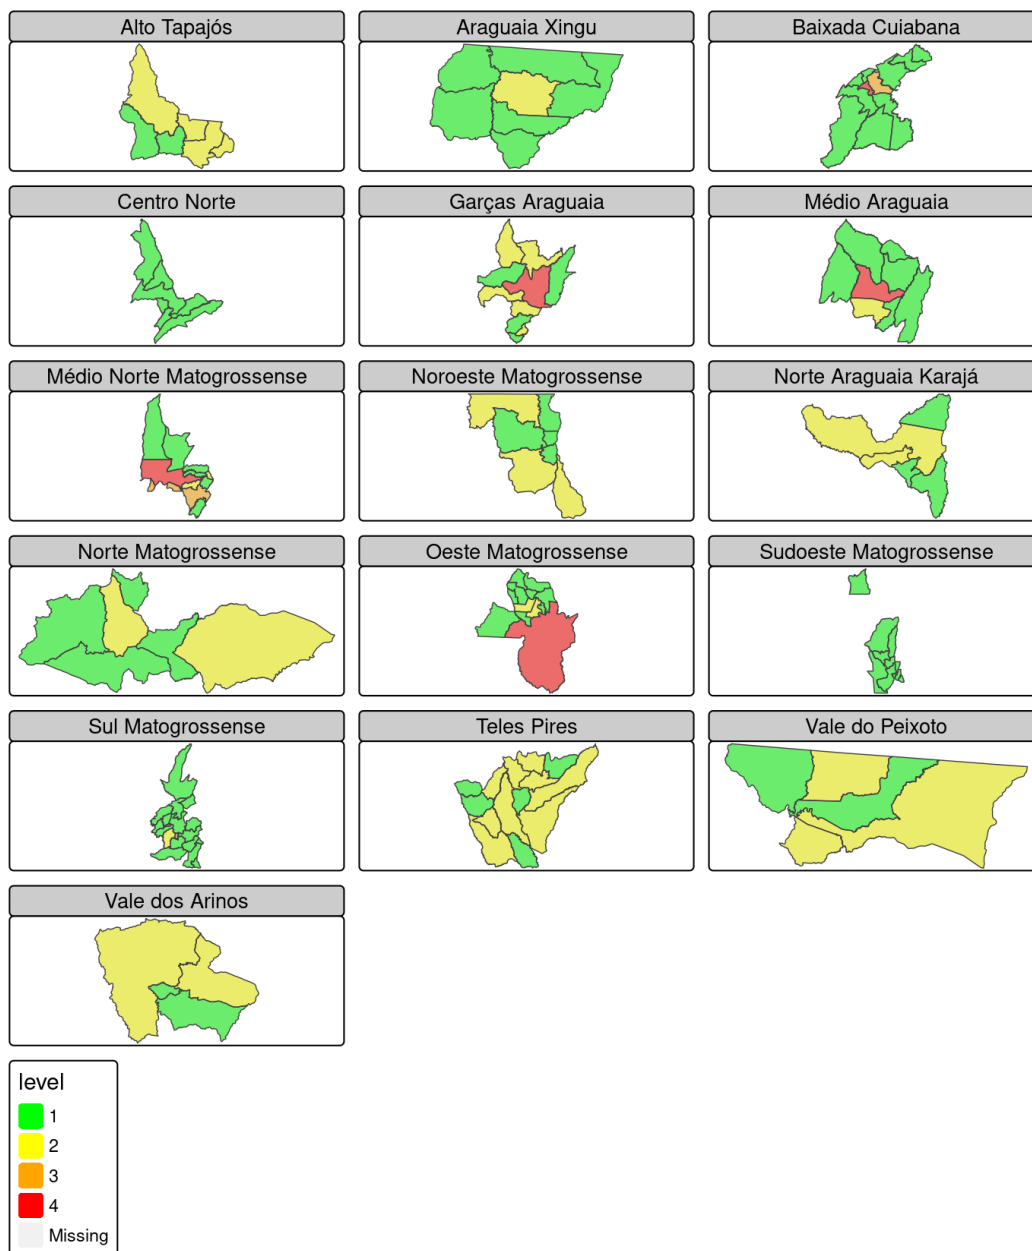 Alto Tapajós
Araguaia Xingu
Baixada Cuiabana
Centro Norte
Garças Araguaia
Médio Araguaia
Médio Norte Matogrossense
Noroeste Matogrossense
Norte Araguaia Karajá
Norte Matogrossense
Oeste Matogrossense
Sudoeste Matogrossense
Sul Matogrossense
Teles Pires
Vale do Peixoto
Vale dos Arinos
level
1
2
3
4
Missing